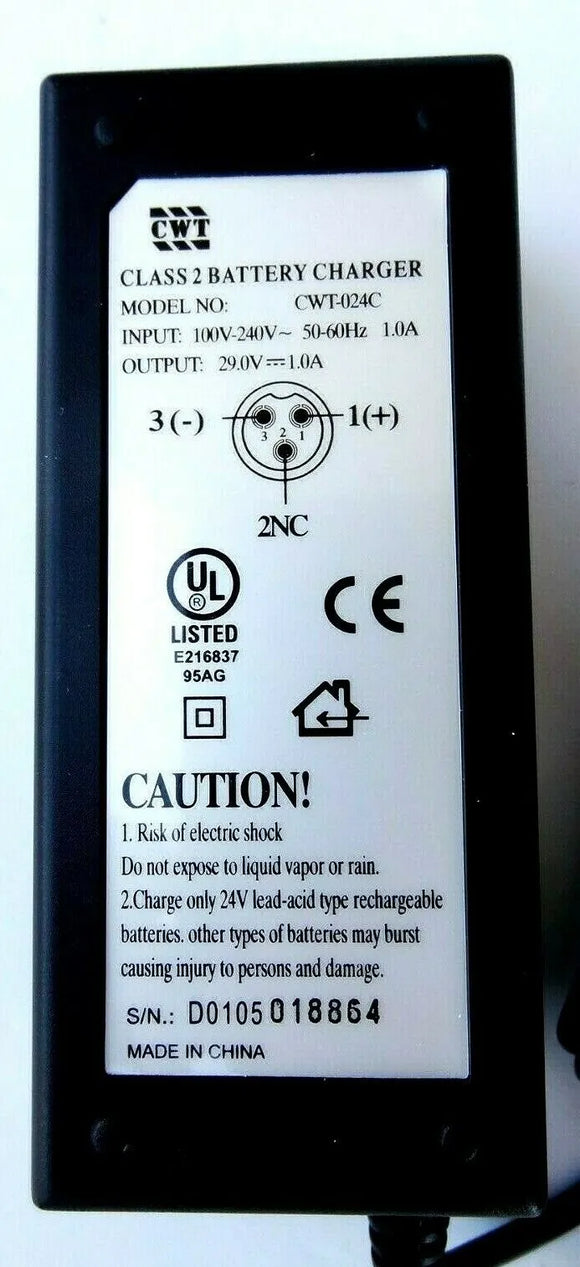 CWT
CLASS 2 BATTERY CHARGER
MODEL NO: CWT-024C
INPUT: 100V-240V~ 50-60Hz 1.0A
OUTPUT: 29.0V⎓1.0A
3(-) 1(+)
3 2 1
2NC
UL ®
CE
LISTED
E216837
95AG
CAUTION!
1. Risk of electric shock
Do not expose to liquid vapor or rain.
2.Charge only 24V lead-acid type rechargeable
batteries. other types of batteries may burst
causing injury to persons and damage.
S/N.: D0105018864
MADE IN CHINA